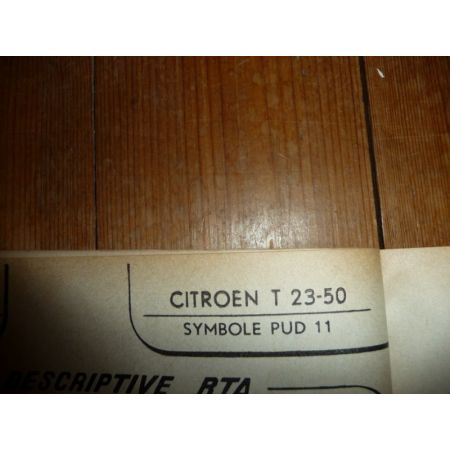 CITROEN T 23-50
SYMBOLE PUD 11
DESCRIPTIVE RTA